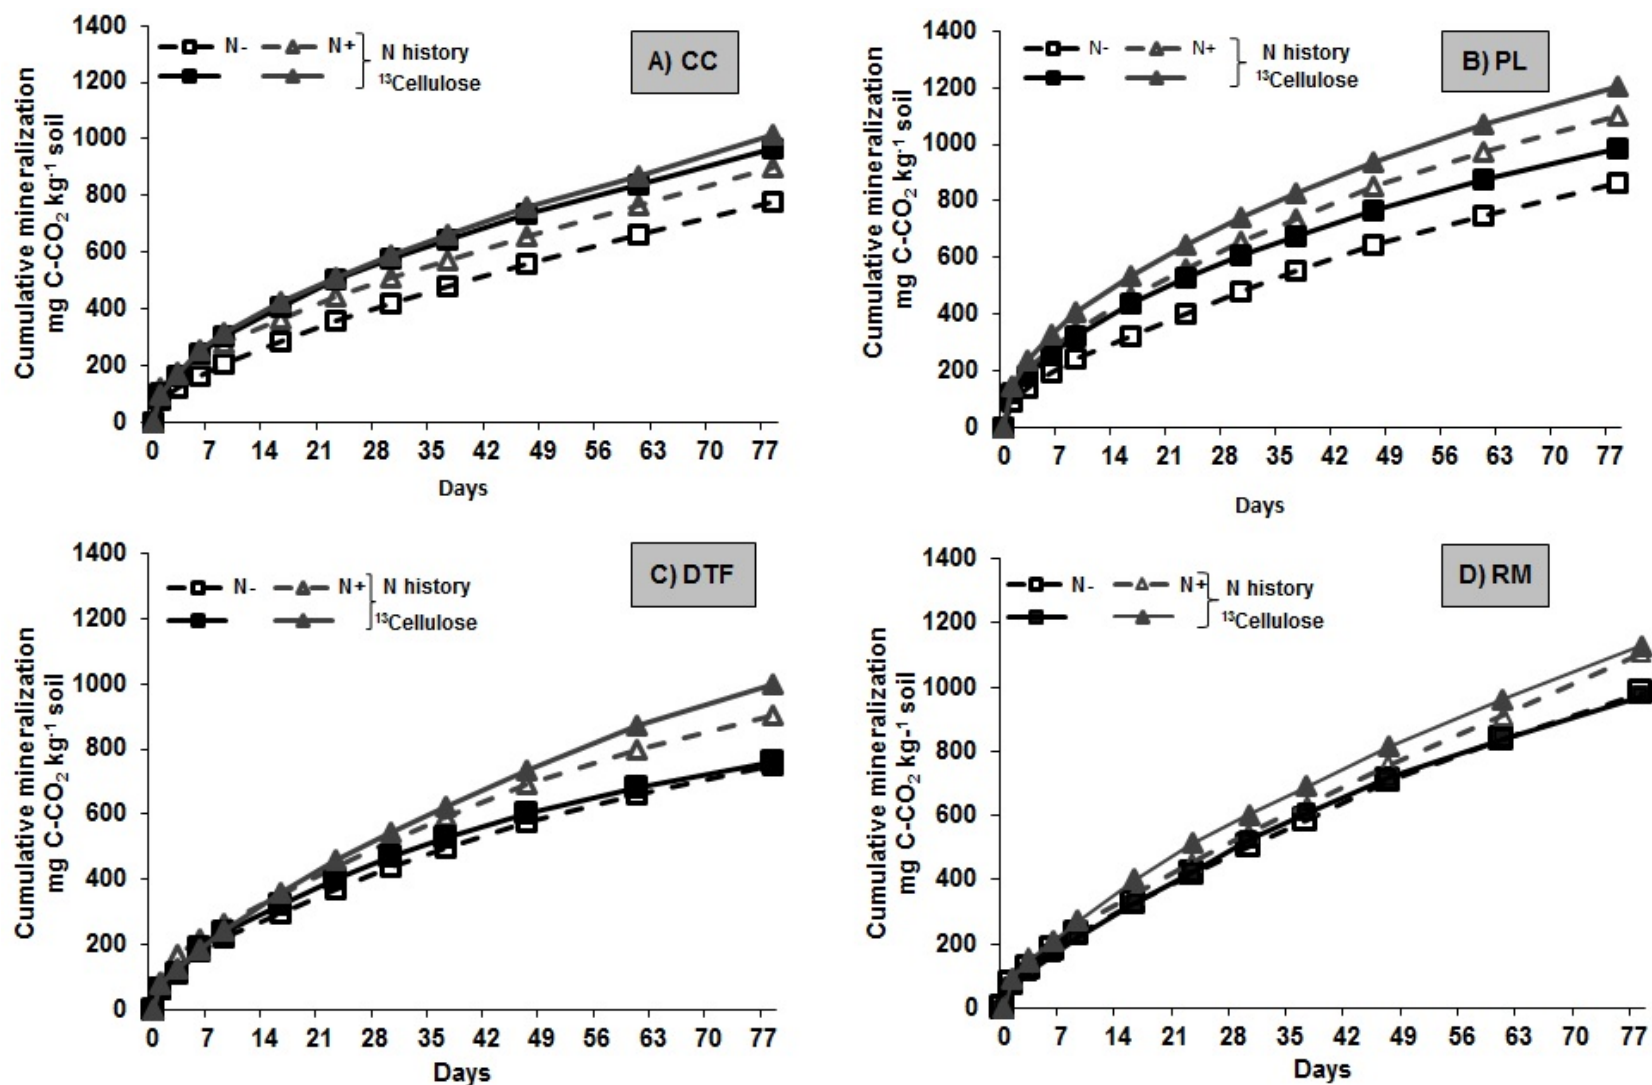 A) CC
N- N+ N history
¹³Cellulose
Cumulative mineralization
mg C-CO₂ kg⁻¹ soil
1400
1200
1000
800
600
400
200
0
0 7 14 21 28 35 42 49 56 63 70 77
Days
B) PL
N- N+ N history
¹³Cellulose
Cumulative mineralization
mg C-CO₂ kg⁻¹ soil
1400
1200
1000
800
600
400
200
0
0 7 14 21 28 35 42 49 56 63 70 77
Days
C) DTF
N- N+ N history
¹³Cellulose
Cumulative mineralization
mg C-CO₂ kg⁻¹ soil
1400
1200
1000
800
600
400
200
0
0 7 14 21 28 35 42 49 56 63 70 77
Days
D) RM
N- N+ N history
¹³Cellulose
Cumulative mineralization
mg C-CO₂ kg-¹ soil
1400
1200
1000
800
600
400
200
0
0 7 14 21 28 35 42 49 56 63 70 77
Days